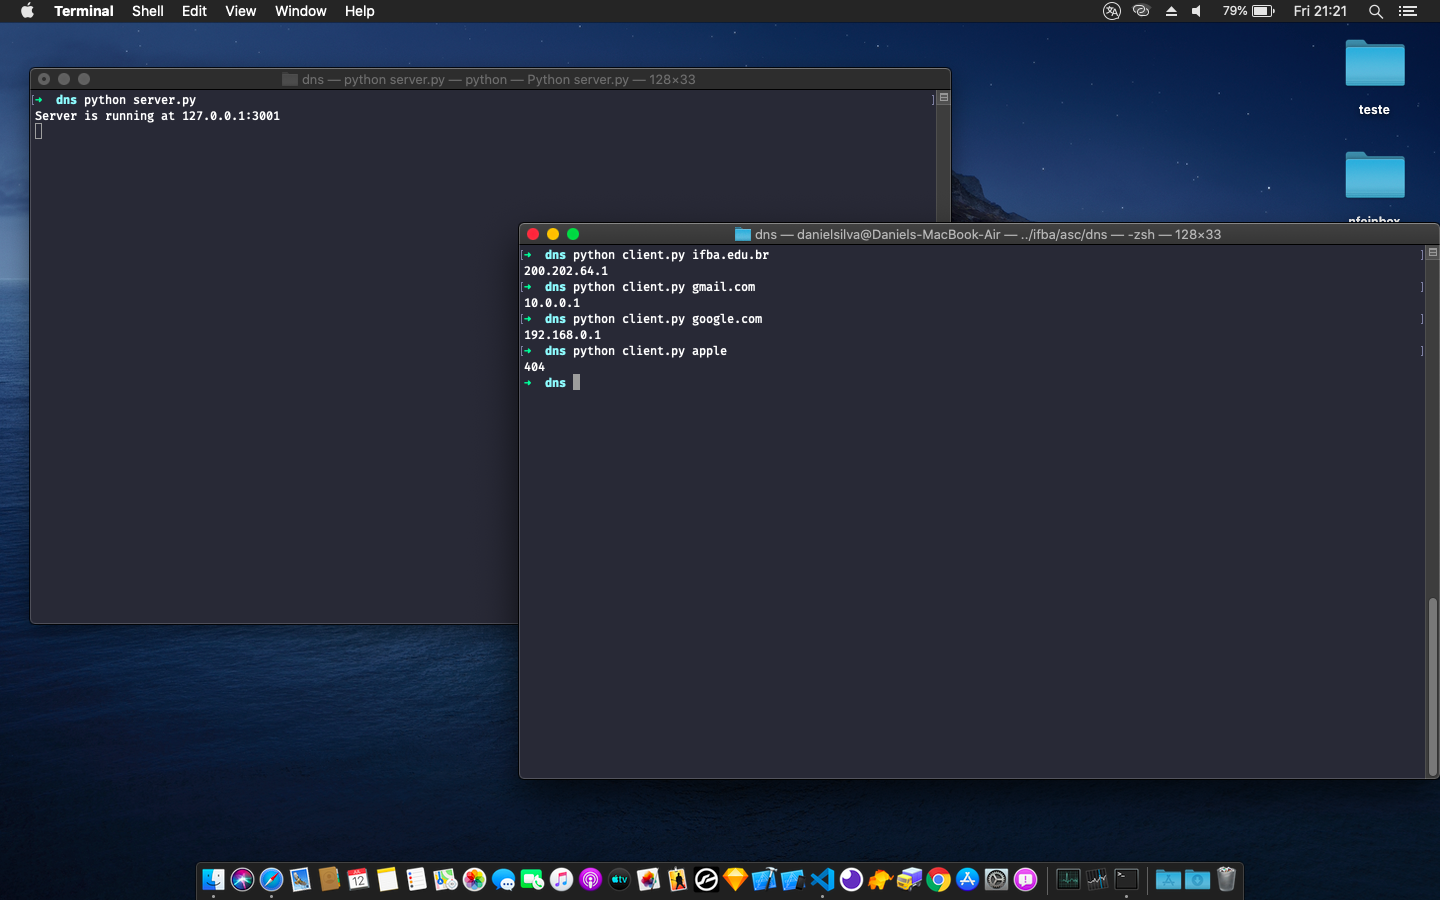 Terminal Shell Edit View Window Help 79% Fri 21:21
teste
dns — python server.py — python — Python server.py — 128×33
[➜ dns python server.py ]
Server is running at 127.0.0.1:3001
dns — danielsilva@Daniels-MacBook-Air — ../ifba/asc/dns — -zsh — 128×33
[➜ dns python client.py ifba.edu.br ]
200.202.64.1
[➜ dns python client.py gmail.com ]
10.0.0.1
[➜ dns python client.py google.com ]
192.168.0.1
[➜ dns python client.py apple ]
404
➜ dns
JUL
12
tv